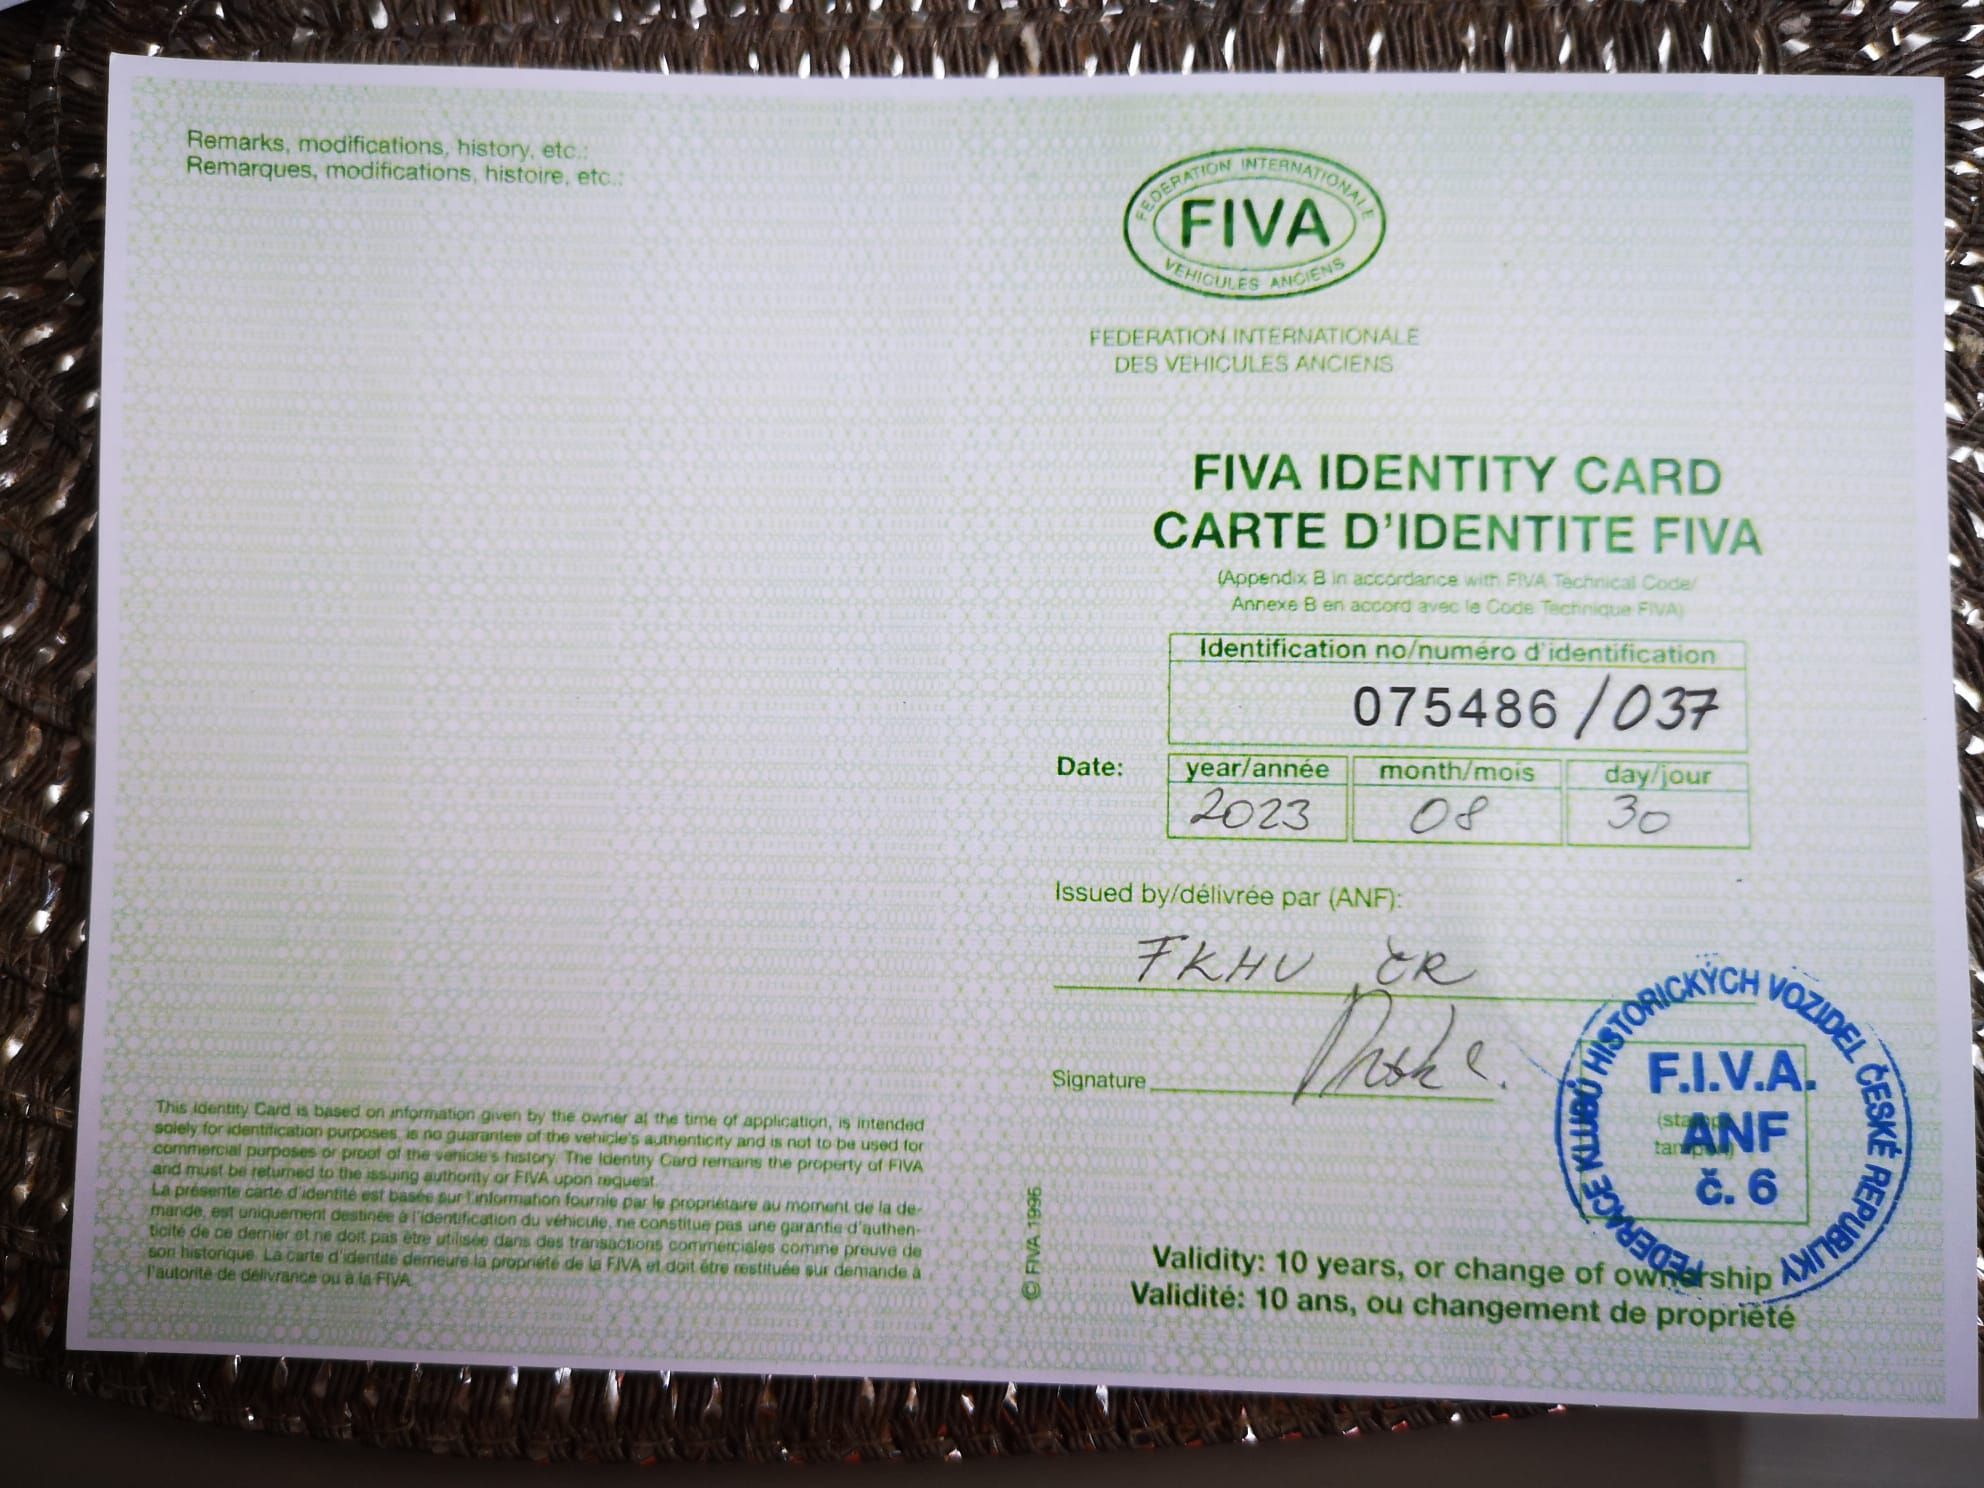 Remarks, modifications, history, etc.:
Remarques, modifications, histoire, etc.:
This Identity Card is based on information given by the owner at the time of application, is intended
solely for identification purposes, is no guarantee of the vehicle's authenticity and is not to be used for
commercial purposes or proof of the vehicle's history. The Identity Card remains the property of FIVA
and must be returned to the issuing authority or FIVA upon request.
La présente carte d'identité est basée sur l'information fournie par le propriétaire au moment de la de-
mande, est uniquement destinée à l'identification du véhicule, ne constitue pas une garantie d'authen-
ticité de ce dernier et ne doit pas être utilisée dans des transactions commerciales comme preuve de
son historique. La carte d'identité demeure la propriété de la FIVA et doit être restituée sur demande à
l'autorité de délivrance ou à la FIVA.
© FIVA 1996
FEDERATION INTERNATIONALE
FIVA
VEHICULES ANCIENS
FEDERATION INTERNATIONALE
DES VEHICULES ANCIENS
FIVA IDENTITY CARD
CARTE D'IDENTITE FIVA
(Appendix B in accordance with FIVA Technical Code/
Annexe B en accord avec le Code Technique FIVA)
Identification no/numéro d'identification
075486 /037
Date: year/année month/mois day/jour
2023 08 30
Issued by/délivrée par (ANF):
FKHV ČR
Signature
FEDERACE KLUBŮ HISTORICKÝCH VOZIDEL ČESKÉ REPUBLIKY
F.I.V.A.
ANF
č. 6
Validity: 10 years, or change of ownership
Validité: 10 ans, ou changement de propriété